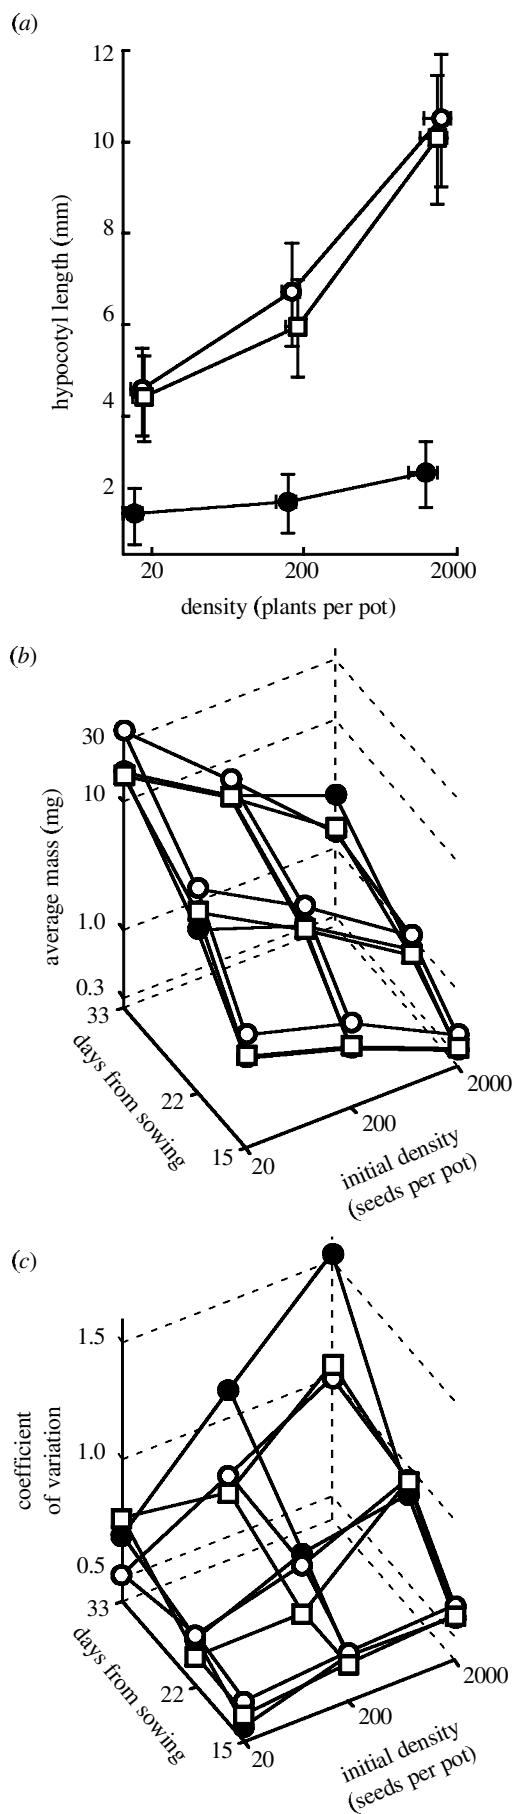 (a)
12
10
8
6
4
2
hypocotyl length (mm)
20 200 2000
density (plants per pot)
(b)
30
10
1.0
0.3
average mass (mg)
33
22
15
days from sowing
20
200
2000
initial density
(seeds per pot)
(c)
1.5
1.0
0.5
coefficient
of variation
33
22
15
days from sowing
20
200
2000
initial density
(seeds per pot)